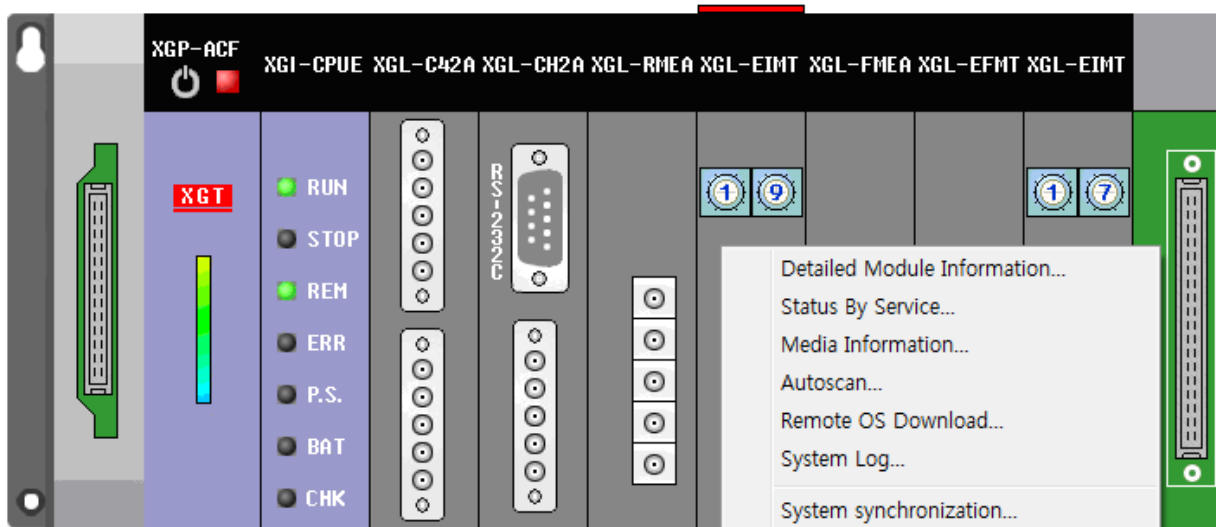 XGP-ACF
XGI-CPUE XGL-C42A XGL-CH2A XGL-RMEA XGL-EIMT XGL-FMEA XGL-EFMT XGL-EIMT
XGT
RUN
STOP
REM
ERR
P.S.
BAT
CHK
RS-232C
1 9
1 7
Detailed Module Information...
Status By Service...
Media Information...
Autoscan...
Remote OS Download...
System Log...
System synchronization...